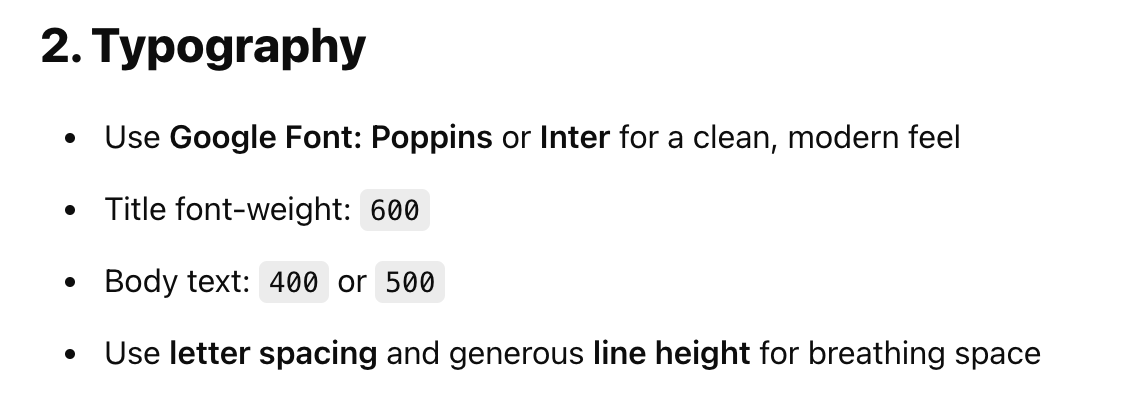 2. Typography
• Use Google Font: Poppins or Inter for a clean, modern feel
• Title font-weight: 600
• Body text: 400 or 500
• Use letter spacing and generous line height for breathing space